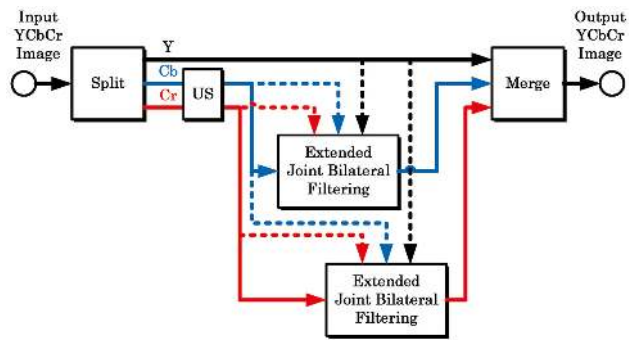 Input
YCbCr
Image
Output
YCbCr
Image
Y
Cb
Cr
Split
US
Merge
Extended
Joint Bilateral
Filtering
Extended
Joint Bilateral
Filtering